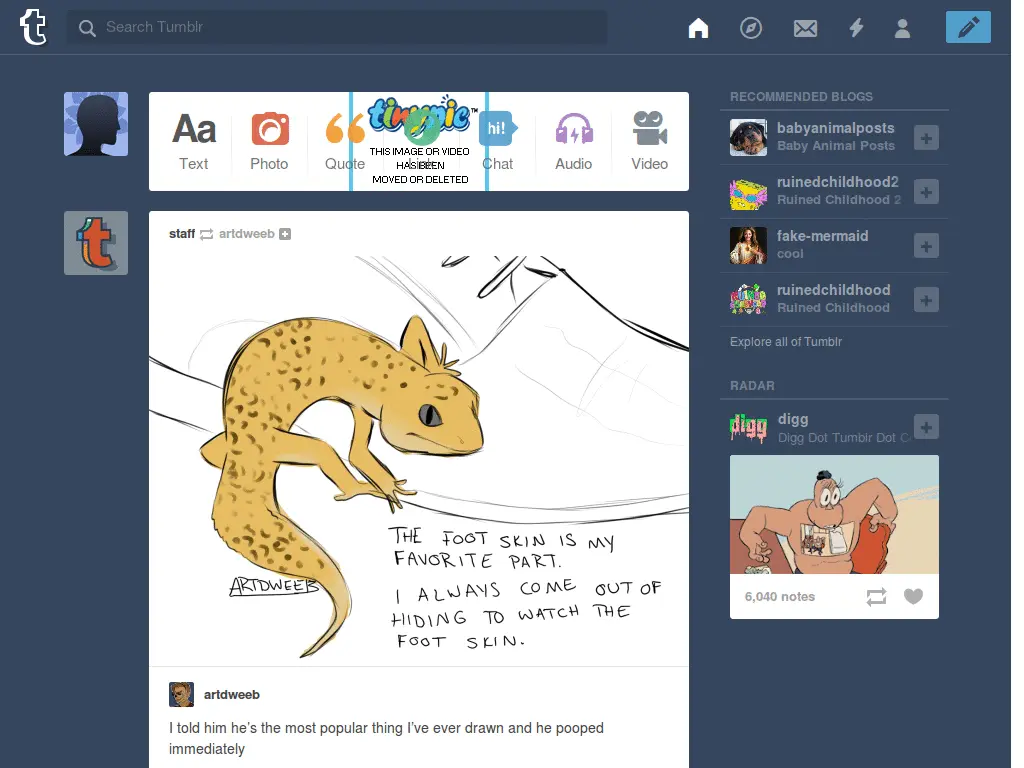 t
Search Tumblr
Aa
hi!
tinypic™
THIS IMAGE OR VIDEO
HAS BEEN
MOVED OR DELETED
Text
Photo
Quote
Link
Chat
Audio
Video
t
staff artdweeb
THE FOOT SKIN IS MY
FAVORITE PART.
I ALWAYS COME OUT OF
HIDING TO WATCH THE
FOOT SKIN.
ARTDWEEB
artdweeb
I told him he's the most popular thing I've ever drawn and he pooped
immediately
RECOMMENDED BLOGS
babyanimalposts
Baby Animal Posts
ruinedchildhood2
Ruined Childhood 2
fake-mermaid
cool
ruinedchildhood
Ruined Childhood
Explore all of Tumblr
RADAR
digg
digg
Digg Dot Tumblr Dot C
6,040 notes